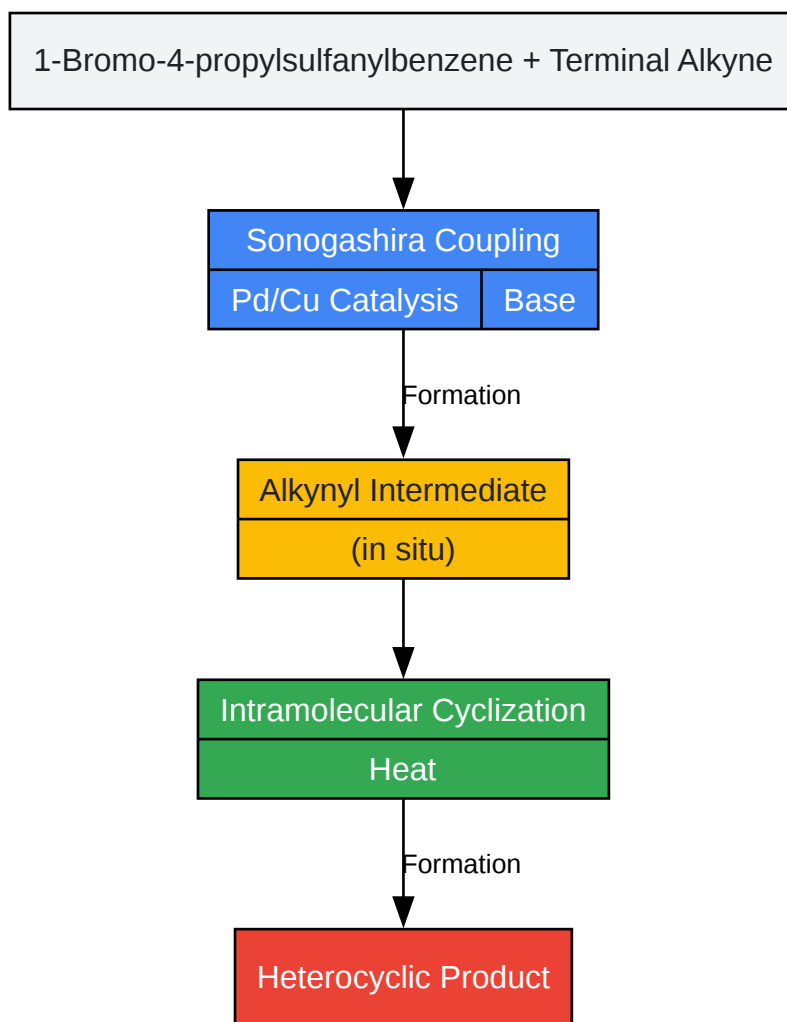 1-Bromo-4-propylsulfanylbenzene + Terminal Alkyne
Sonogashira Coupling
Pd/Cu Catalysis
Base
Formation
Alkynyl Intermediate
(in situ)
Intramolecular Cyclization
Heat
Formation
Heterocyclic Product